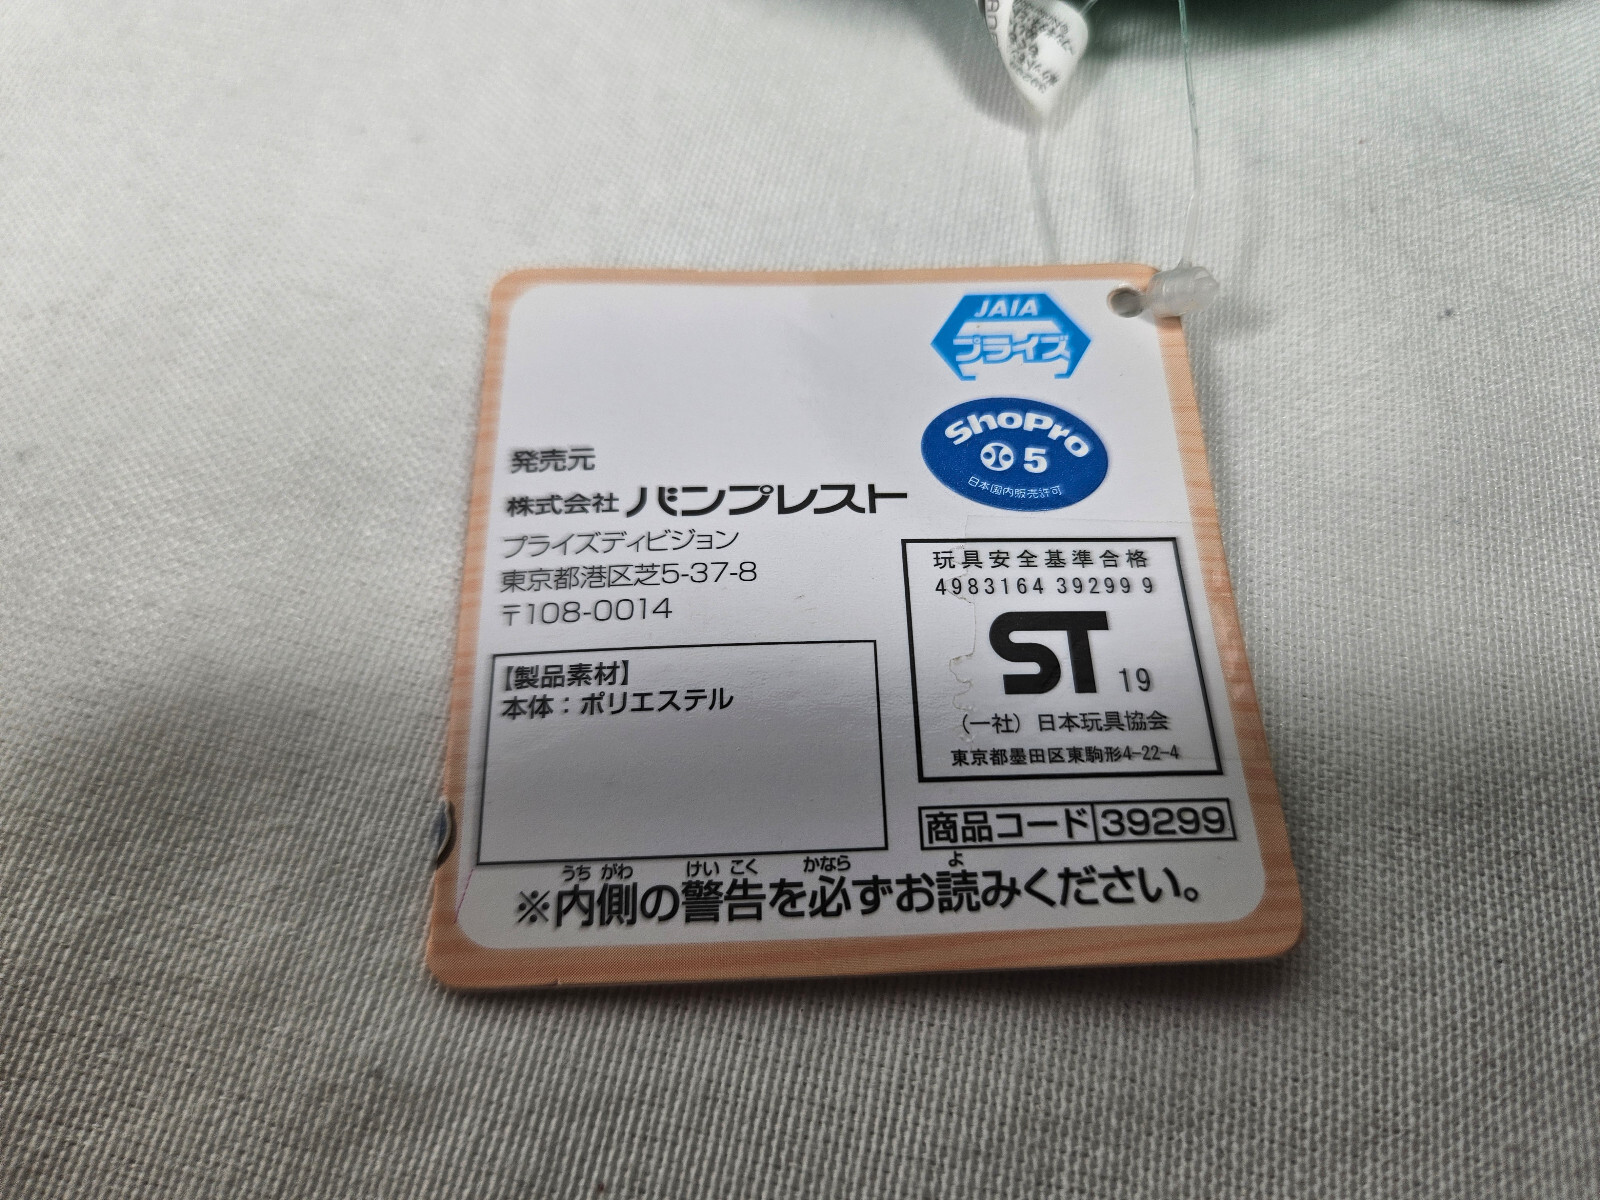 JAIA
プライズ
ShoPro
5
日本国内販売許可
発売元
株式会社 バンプレスト
プライズディビジョン
東京都港区芝5-37-8
〒108-0014
【製品素材】
本体：ポリエステル
玩具安全基準合格
4983164 392999
ST 19
（一社）日本玩具協会
東京都墨田区東駒形4-22-4
商品コード 39299
うち がわ けい こく かなら よ
※内側の警告を必ずお読みください。